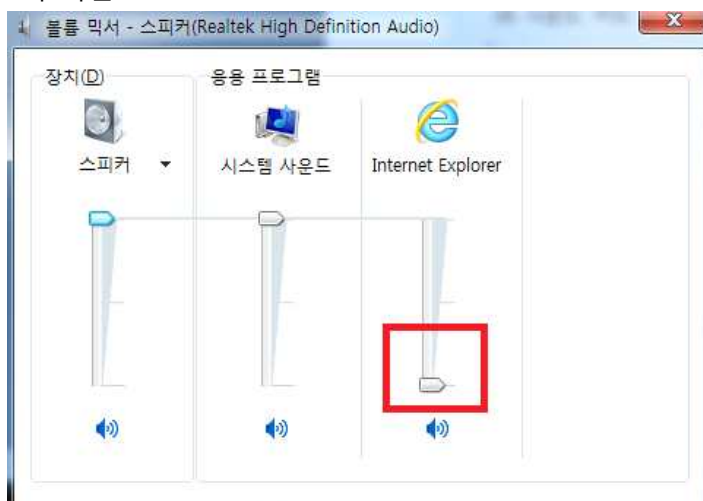 볼륨 믹서 - 스피커(Realtek High Definition Audio)
장치(D)
응용 프로그램
스피커
시스템 사운드
Internet Explorer